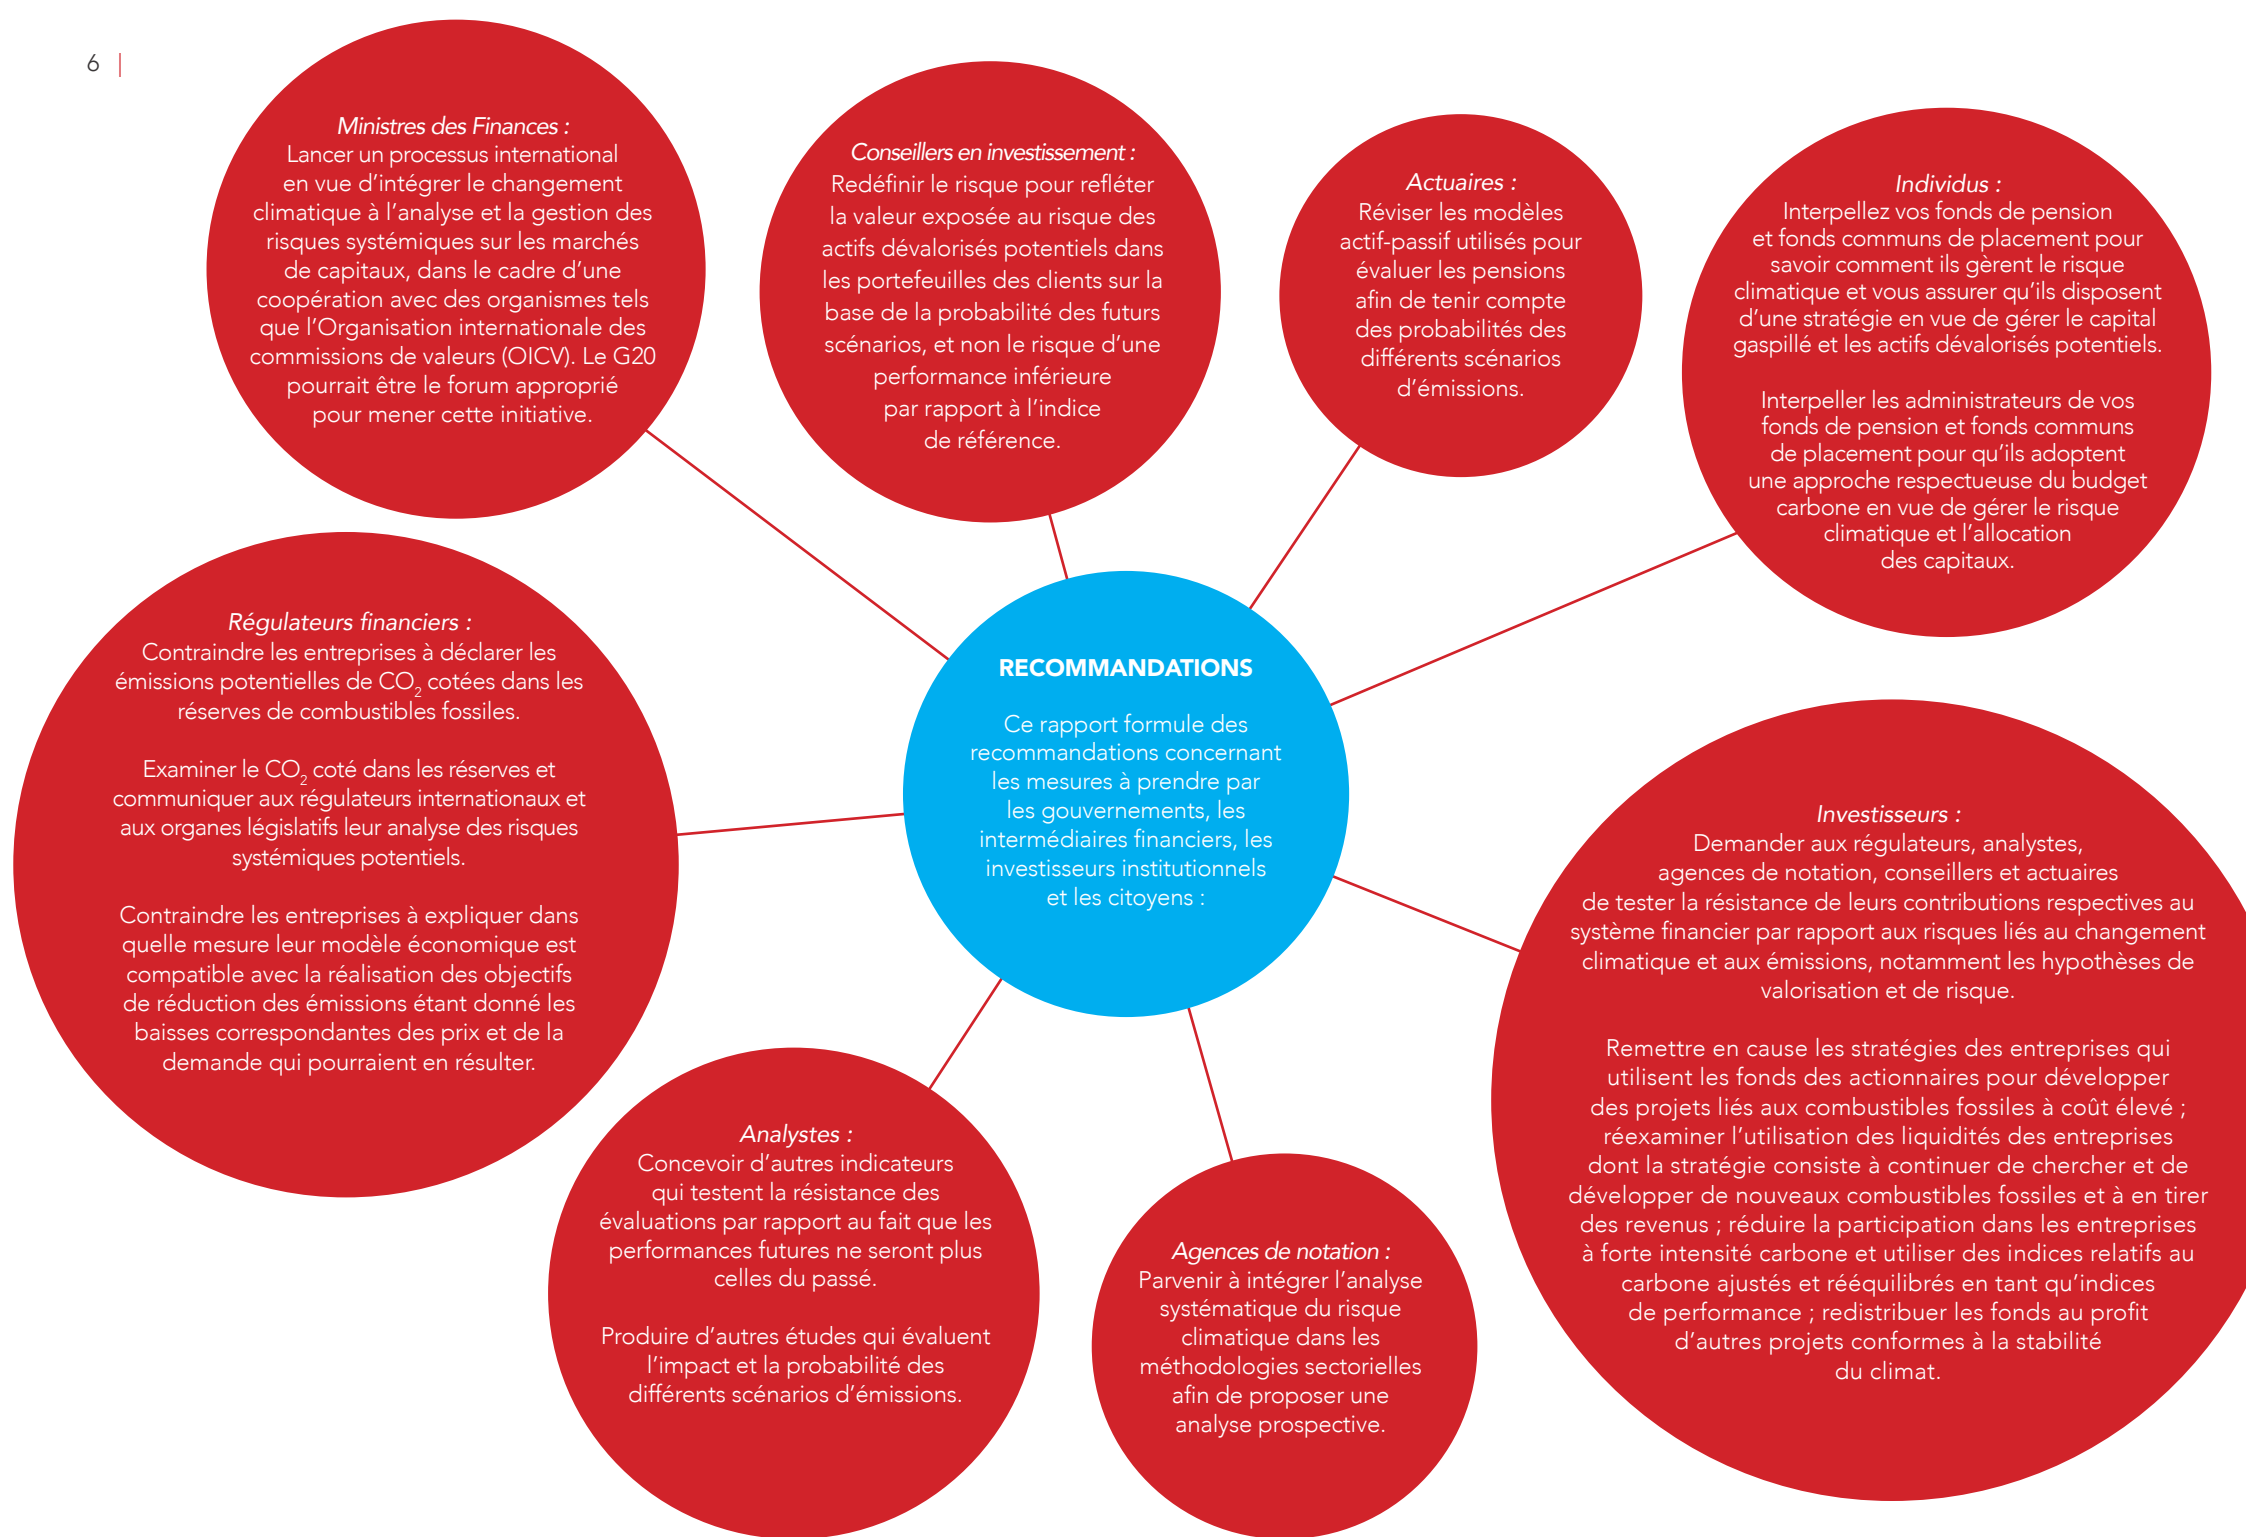 6 |
Ministres des Finances :
Lancer un processus international
en vue d’intégrer le changement
climatique à l’analyse et la gestion des
risques systémiques sur les marchés
de capitaux, dans le cadre d’une
coopération avec des organismes tels
que l’Organisation internationale des
commissions de valeurs (OICV). Le G20
pourrait être le forum approprié
pour mener cette initiative.
Conseillers en investissement :
Redéfinir le risque pour refléter
la valeur exposée au risque des
actifs dévalorisés potentiels dans
les portefeuilles des clients sur la
base de la probabilité des futurs
scénarios, et non le risque d’une
performance inférieure
par rapport à l’indice
de référence.
Actuaires :
Réviser les modèles
actif-passif utilisés pour
évaluer les pensions
afin de tenir compte
des probabilités des
différents scénarios
d’émissions.
Individus :
Interpellez vos fonds de pension
et fonds communs de placement pour
savoir comment ils gèrent le risque
climatique et vous assurer qu’ils disposent
d’une stratégie en vue de gérer le capital
gaspillé et les actifs dévalorisés potentiels.
Interpeller les administrateurs de vos
fonds de pension et fonds communs
de placement pour qu’ils adoptent
une approche respectueuse du budget
carbone en vue de gérer le risque
climatique et l’allocation
des capitaux.
Régulateurs financiers :
Contraindre les entreprises à déclarer les
émissions potentielles de CO₂ cotées dans les
réserves de combustibles fossiles.
Examiner le CO₂ coté dans les réserves et
communiquer aux régulateurs internationaux et
aux organes législatifs leur analyse des risques
systémiques potentiels.
Contraindre les entreprises à expliquer dans
quelle mesure leur modèle économique est
compatible avec la réalisation des objectifs
de réduction des émissions étant donné les
baisses correspondantes des prix et de la
demande qui pourraient en résulter.
RECOMMANDATIONS
Ce rapport formule des
recommandations concernant
les mesures à prendre par
les gouvernements, les
intermédiaires financiers, les
investisseurs institutionnels
et les citoyens :
Investisseurs :
Demander aux régulateurs, analystes,
agences de notation, conseillers et actuaires
de tester la résistance de leurs contributions respectives au
système financier par rapport aux risques liés au changement
climatique et aux émissions, notamment les hypothèses de
valorisation et de risque.
Remettre en cause les stratégies des entreprises qui
utilisent les fonds des actionnaires pour développer
des projets liés aux combustibles fossiles à coût élevé ;
réexaminer l’utilisation des liquidités des entreprises
dont la stratégie consiste à continuer de chercher et de
développer de nouveaux combustibles fossiles et à en tirer
des revenus ; réduire la participation dans les entreprises
à forte intensité carbone et utiliser des indices relatifs au
carbone ajustés et rééquilibrés en tant qu’indices
de performance ; redistribuer les fonds au profit
d’autres projets conformes à la stabilité
du climat.
Analystes :
Concevoir d’autres indicateurs
qui testent la résistance des
évaluations par rapport au fait que les
performances futures ne seront plus
celles du passé.
Produire d’autres études qui évaluent
l’impact et la probabilité des
différents scénarios d’émissions.
Agences de notation :
Parvenir à intégrer l’analyse
systématique du risque
climatique dans les
méthodologies sectorielles
afin de proposer une
analyse prospective.